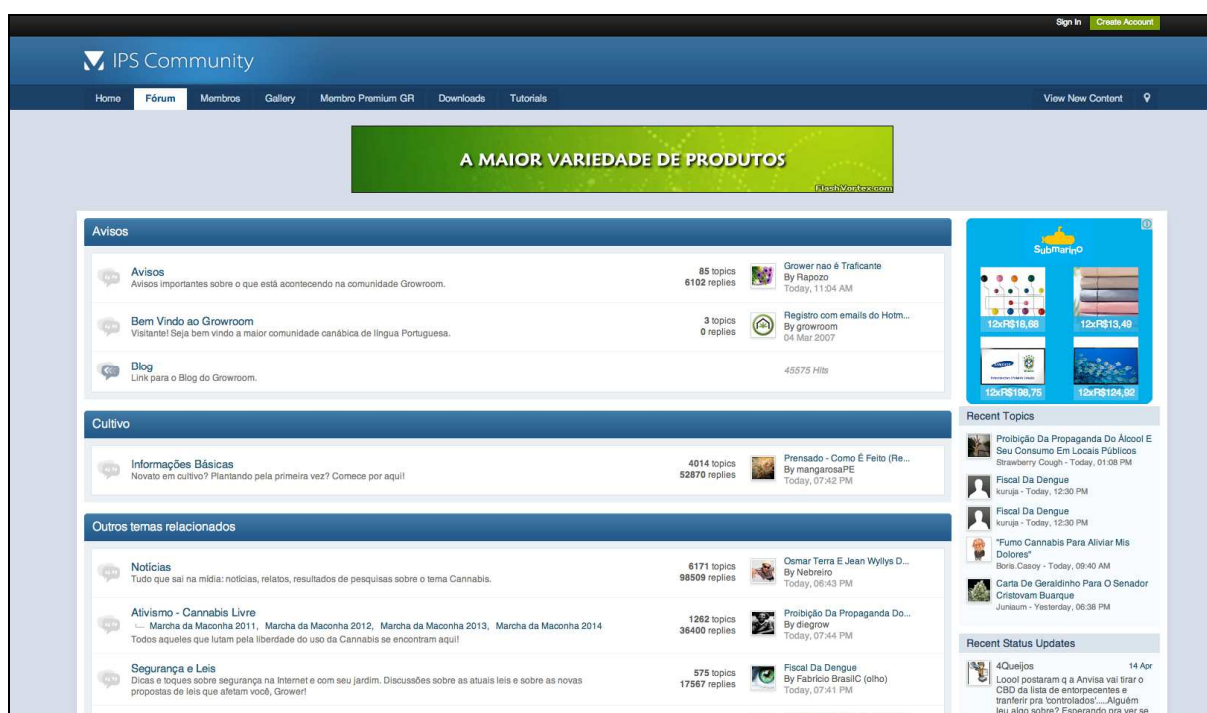 Sign In Create Account
IPS Community
Home Fórum Membros Gallery Membro Premium GR Downloads Tutorials View New Content
A MAIOR VARIEDADE DE PRODUTOS
FlashVortex.com
Avisos
Avisos
Avisos importantes sobre o que está acontecendo na comunidade Growroom.
85 topics
6102 replies
Grower nao é Traficante
By Rapozo
Today, 11:04 AM
Bem Vindo ao Growroom
Visitante! Seja bem vindo a maior comunidade canábica de língua Portuguesa.
3 topics
0 replies
Registro com emails do Hotm...
By growroom
04 Mar 2007
Blog
Link para o Blog do Growroom.
45575 Hits
Cultivo
Informações Básicas
Novato em cultivo? Plantando pela primeira vez? Comece por aqui!
4014 topics
52870 replies
Prensado - Como É Feito (Re...
By mangarosaPE
Today, 07:42 PM
Outros temas relacionados
Notícias
Tudo que sai na mídia: notícias, relatos, resultados de pesquisas sobre o tema Cannabis.
6171 topics
98509 replies
Osmar Terra E Jean Wyllys D...
By Nebreiro
Today, 06:43 PM
Ativismo - Cannabis Livre
Marcha da Maconha 2011, Marcha da Maconha 2012, Marcha da Maconha 2013, Marcha da Maconha 2014
Todos aqueles que lutam pela liberdade do uso da Cannabis se encontram aqui!
1262 topics
36400 replies
Proibição Da Propaganda Do...
By diegrow
Today, 07:44 PM
Segurança e Leis
Dicas e toques sobre segurança na Internet e com seu jardim. Discussões sobre as atuais leis e sobre as novas
propostas de leis que afetam você, Grower!
575 topics
17567 replies
Fiscal Da Dengue
By Fabrício BrasilC (olho)
Today, 07:41 PM
Submarino
12xR$18,68 12xR$13,49
12xR$198,75 12xR$124,92
Recent Topics
Proibição Da Propaganda Do Álcool E
Seu Consumo Em Locais Públicos
Strawberry Cough - Today, 01:08 PM
Fiscal Da Dengue
kuruja - Today, 12:30 PM
Fiscal Da Dengue
kuruja - Today, 12:30 PM
"Fumo Cannabis Para Aliviar Mis
Dolores"
Boris.Casoy - Today, 09:40 AM
Carta De Geraldinho Para O Senador
Cristovam Buarque
Juniaum - Yesterday, 06:38 PM
Recent Status Updates
4Queijos 14 Apr
Loool postaram q a Anvisa vai tirar o
CBD da lista de entorpecentes e
tranferir pra 'controlados'.....Alguém
leu algo sobre? Esperando pra ver se